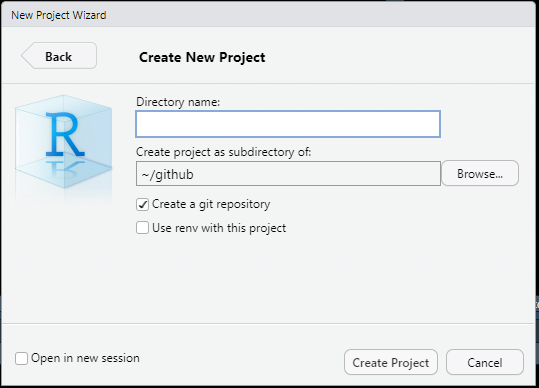 New Project Wizard
Back
Create New Project
R
Directory name:
Create project as subdirectory of:
~/github
Browse...
Create a git repository
Use renv with this project
Open in new session
Create Project
Cancel